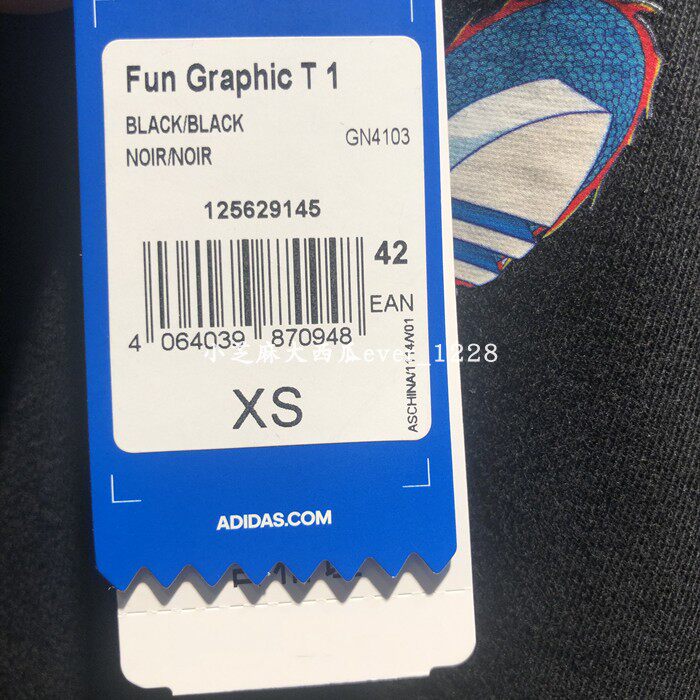 Fun Graphic T 1
BLACK/BLACK
NOIR/NOIR
GN4103
125629145
42
EAN
4 064039 870948
小芝麻大西瓜ever_1228
XS
ADIDAS.COM